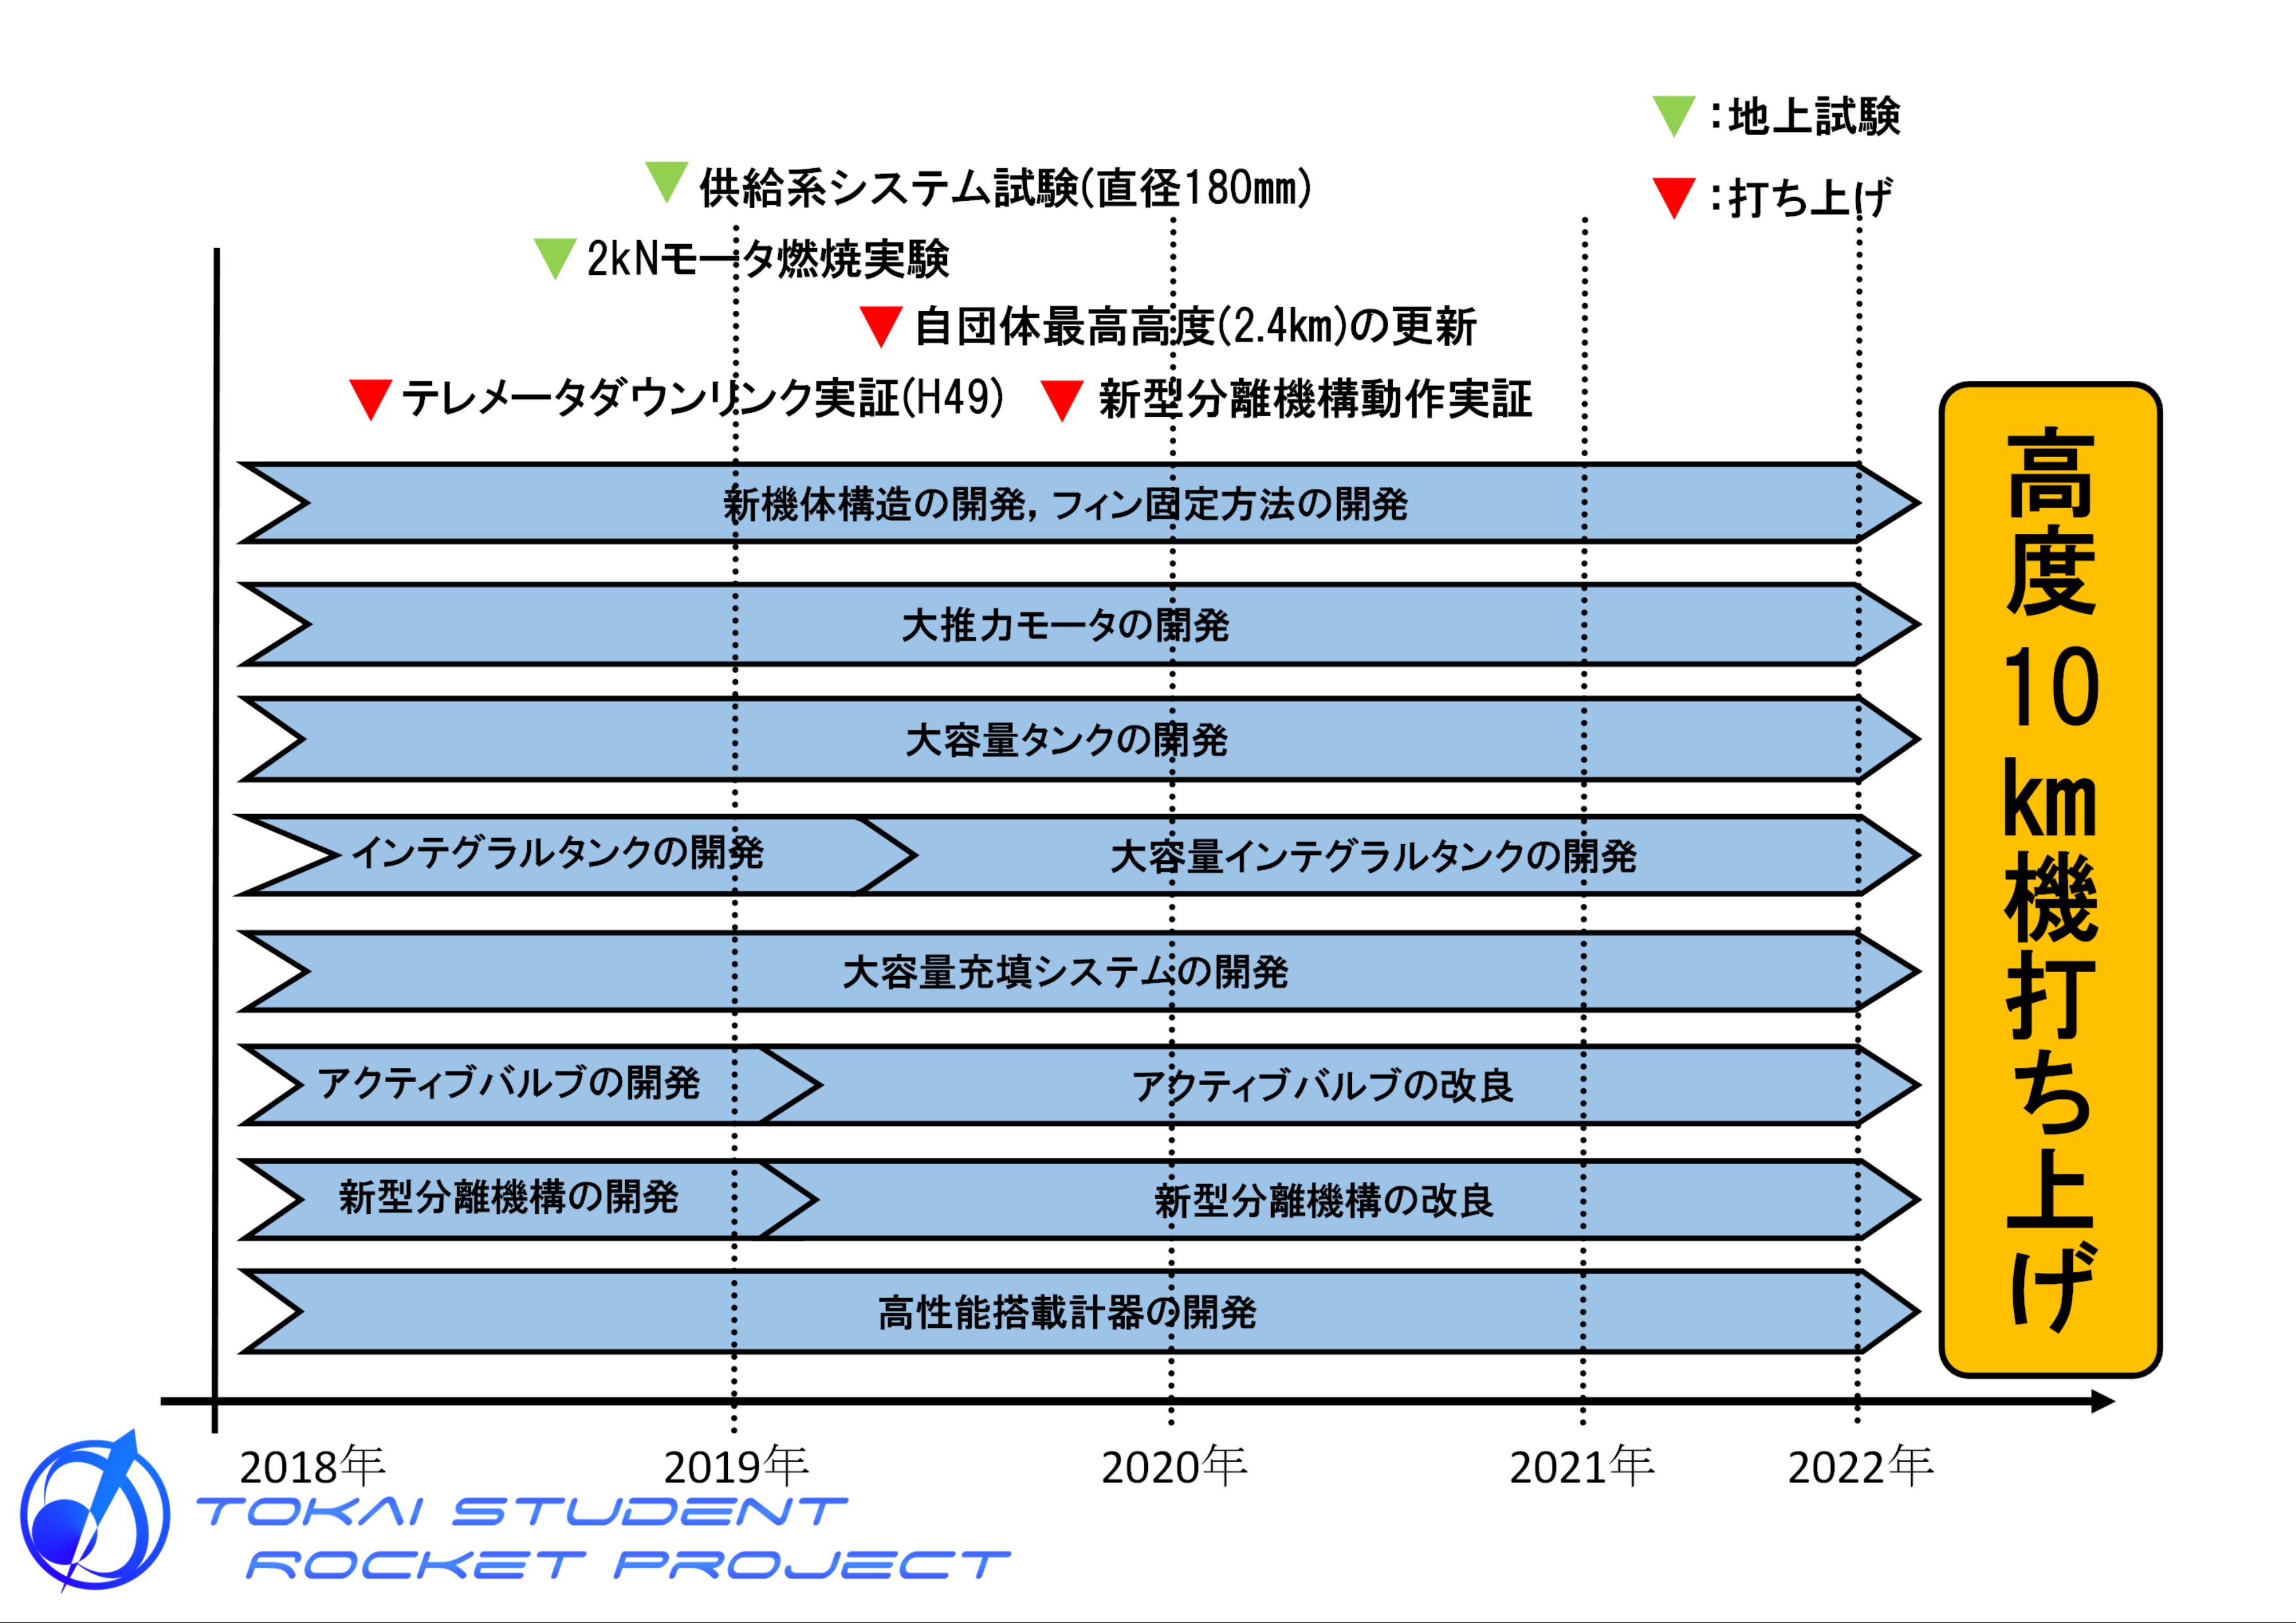 ▼:地上試験
▼:打ち上げ
▼供給系システム試験(直径180mm)
▼2kNモータ燃焼実験
▼自団体最高高度(2.4km)の更新
▼テレメータダウンリンク実証(H49)
▼新型分離機構動作実証
新機体構造の開発，フィン固定方法の開発
大推力モータの開発
大容量タンクの開発
インテグラルタンクの開発
大容量インテグラルタンクの開発
大容量充填システムの開発
アクティブバルブの開発
アクティブバルブの改良
新型分離機構の開発
新型分離機構の改良
高性能搭載計器の開発
高度10km機打ち上げ
2018年
2019年
2020年
2021年
2022年
TOKAI STUDENT
ROCKET PROJECT